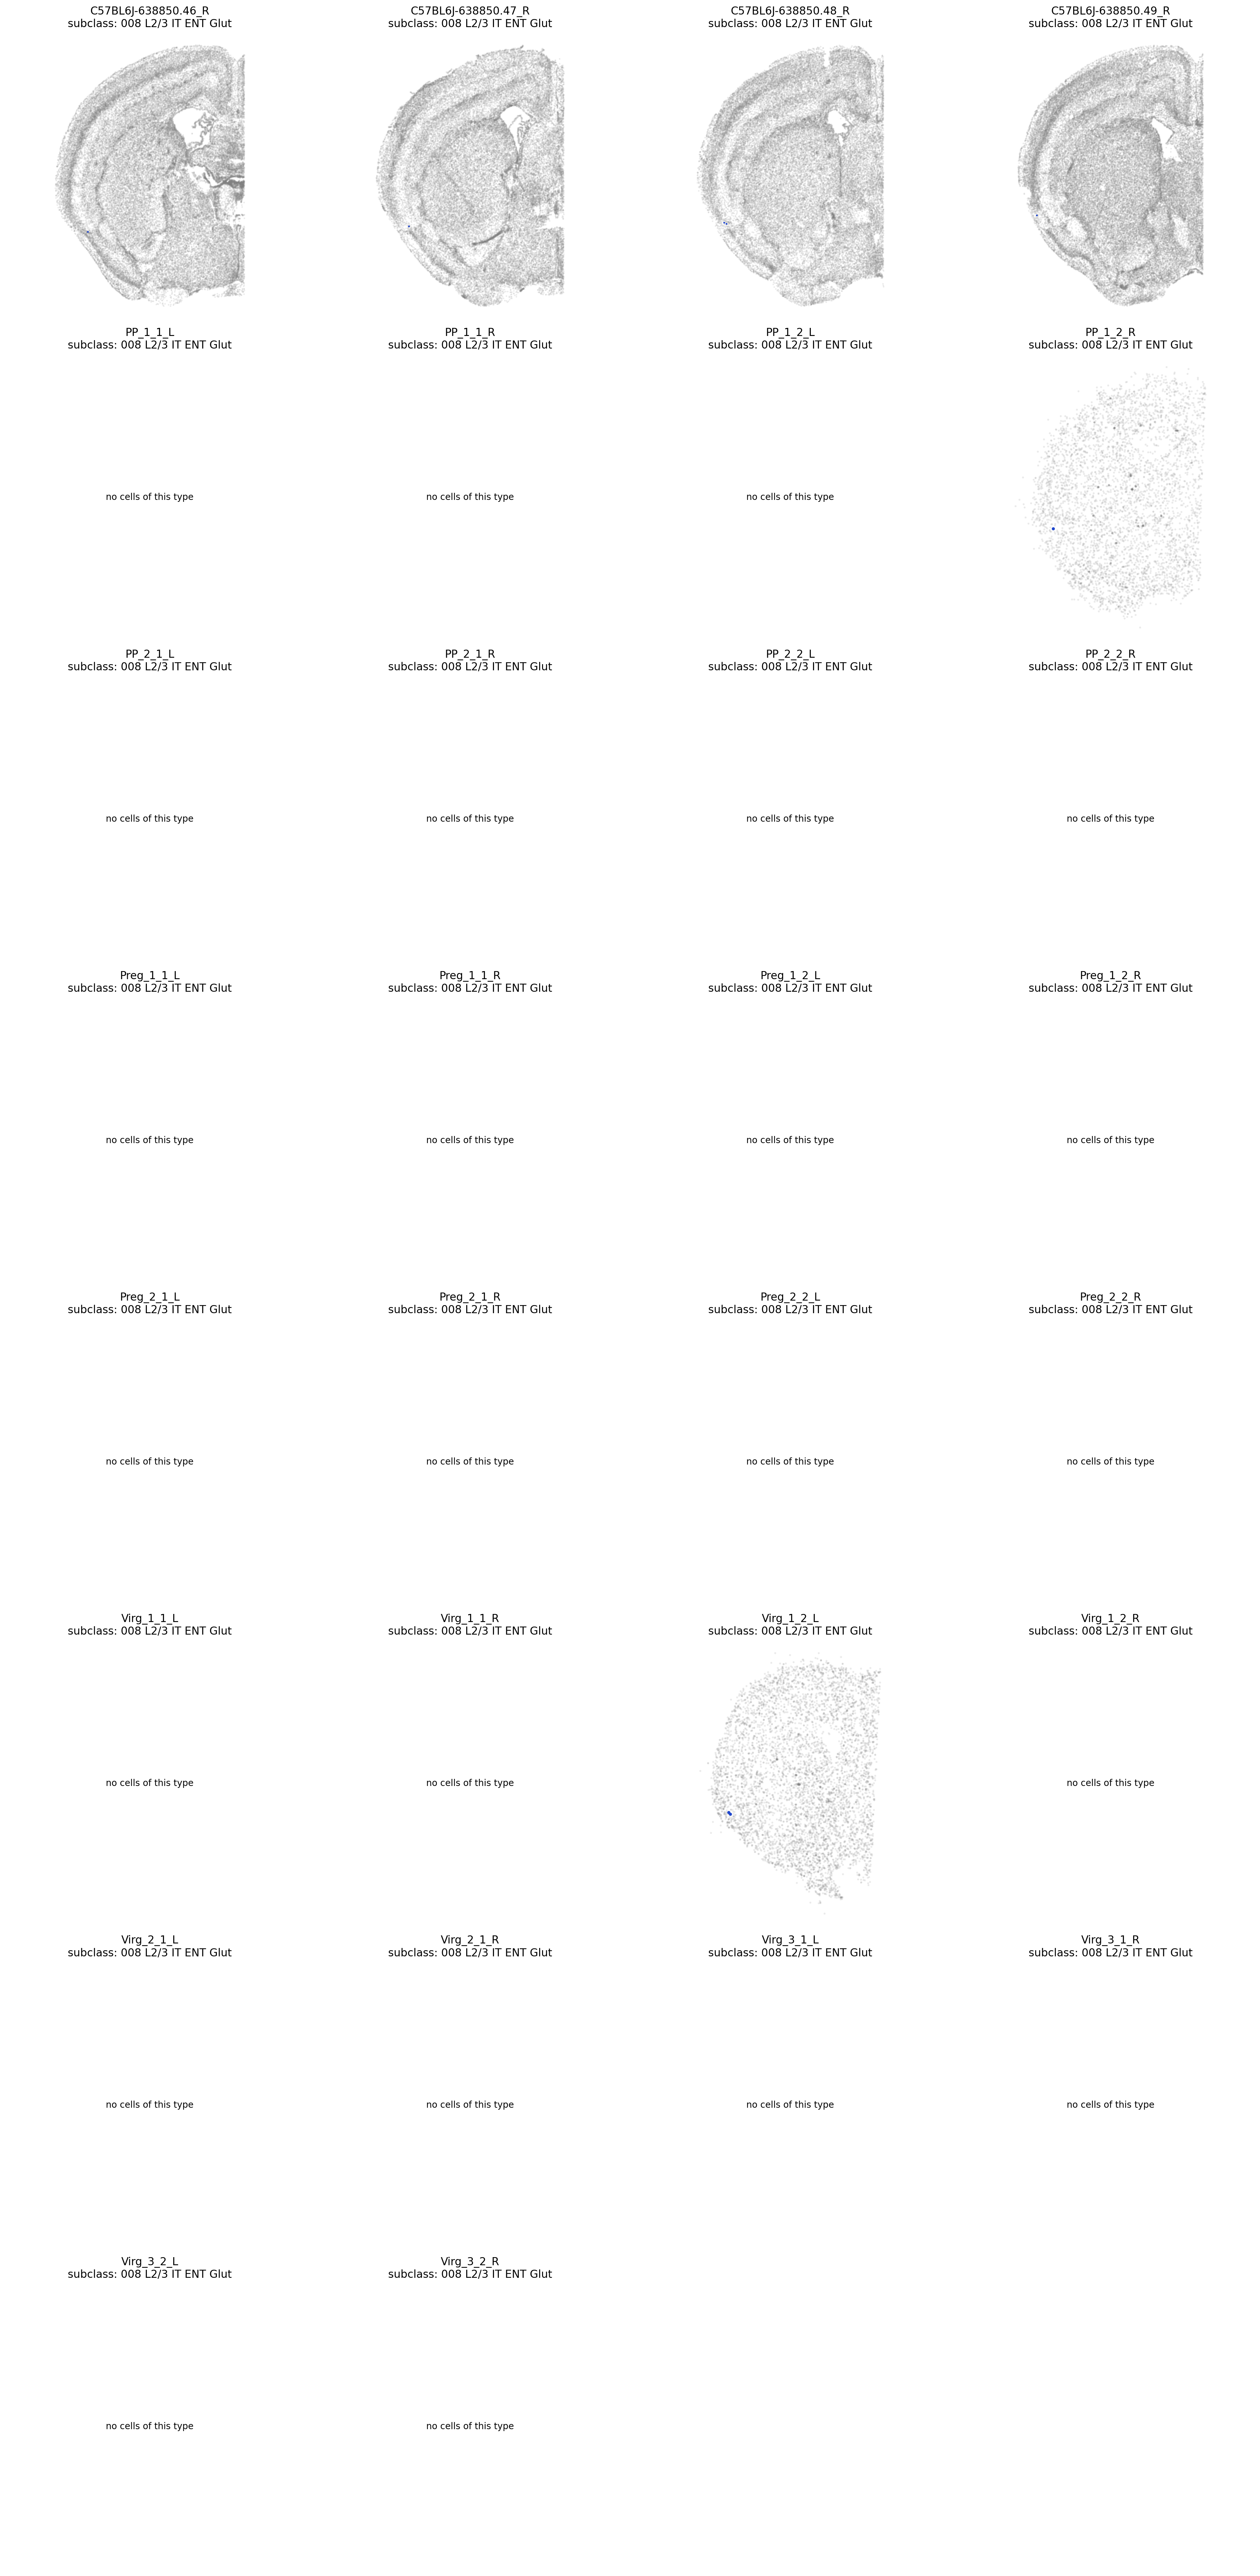 C57BL6J-638850.46_R
subclass: 008 L2/3 IT ENT Glut
C57BL6J-638850.47_R
subclass: 008 L2/3 IT ENT Glut
C57BL6J-638850.48_R
subclass: 008 L2/3 IT ENT Glut
C57BL6J-638850.49_R
subclass: 008 L2/3 IT ENT Glut
PP_1_1_L
subclass: 008 L2/3 IT ENT Glut
no cells of this type
PP_1_1_R
subclass: 008 L2/3 IT ENT Glut
no cells of this type
PP_1_2_L
subclass: 008 L2/3 IT ENT Glut
no cells of this type
PP_1_2_R
subclass: 008 L2/3 IT ENT Glut
PP_2_1_L
subclass: 008 L2/3 IT ENT Glut
no cells of this type
PP_2_1_R
subclass: 008 L2/3 IT ENT Glut
no cells of this type
PP_2_2_L
subclass: 008 L2/3 IT ENT Glut
no cells of this type
PP_2_2_R
subclass: 008 L2/3 IT ENT Glut
no cells of this type
Preg_1_1_L
subclass: 008 L2/3 IT ENT Glut
no cells of this type
Preg_1_1_R
subclass: 008 L2/3 IT ENT Glut
no cells of this type
Preg_1_2_L
subclass: 008 L2/3 IT ENT Glut
no cells of this type
Preg_1_2_R
subclass: 008 L2/3 IT ENT Glut
no cells of this type
Preg_2_1_L
subclass: 008 L2/3 IT ENT Glut
no cells of this type
Preg_2_1_R
subclass: 008 L2/3 IT ENT Glut
no cells of this type
Preg_2_2_L
subclass: 008 L2/3 IT ENT Glut
no cells of this type
Preg_2_2_R
subclass: 008 L2/3 IT ENT Glut
no cells of this type
Virg_1_1_L
subclass: 008 L2/3 IT ENT Glut
no cells of this type
Virg_1_1_R
subclass: 008 L2/3 IT ENT Glut
no cells of this type
Virg_1_2_L
subclass: 008 L2/3 IT ENT Glut
Virg_1_2_R
subclass: 008 L2/3 IT ENT Glut
no cells of this type
Virg_2_1_L
subclass: 008 L2/3 IT ENT Glut
no cells of this type
Virg_2_1_R
subclass: 008 L2/3 IT ENT Glut
no cells of this type
Virg_3_1_L
subclass: 008 L2/3 IT ENT Glut
no cells of this type
Virg_3_1_R
subclass: 008 L2/3 IT ENT Glut
no cells of this type
Virg_3_2_L
subclass: 008 L2/3 IT ENT Glut
no cells of this type
Virg_3_2_R
subclass: 008 L2/3 IT ENT Glut
no cells of this type